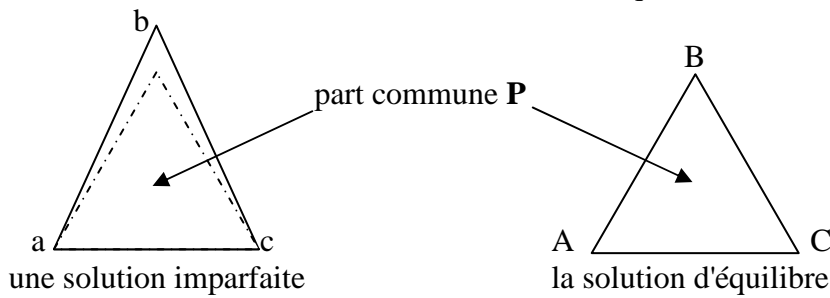 b
B
part commune P
a
c
A
C
une solution imparfaite
la solution d'équilibre